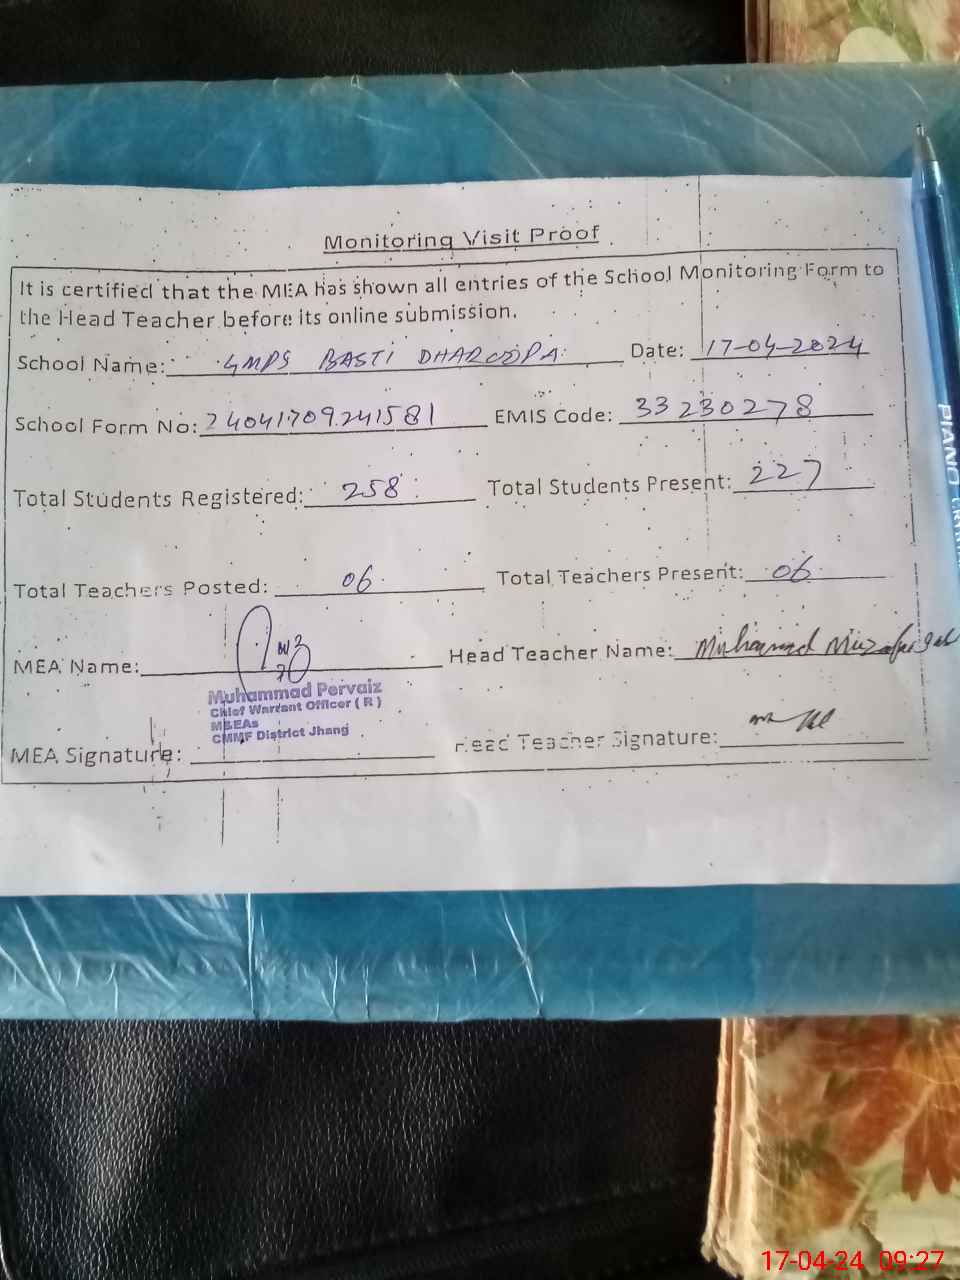 Monitoring Visit Proof
It is certified that the MEA has shown all entries of the School Monitoring Form to
the Head Teacher before its online submission.
School Name: GMPS BASTI DHAROOPA Date: 17-04-2024
School Form No: 24041709241581 EMIS Code: 33230278
Total Students Registered: 258 Total Students Present: 227
Total Teachers Posted: 06 Total Teachers Present: 06
MEA Name: Head Teacher Name: Muhammad
Muhammad Pervaiz
Chief Warrant Officer ( R )
M&EAs
CMMF District Jhang
MEA Signature: Head Teacher Signature:
PIANO
17-04-24 09:27